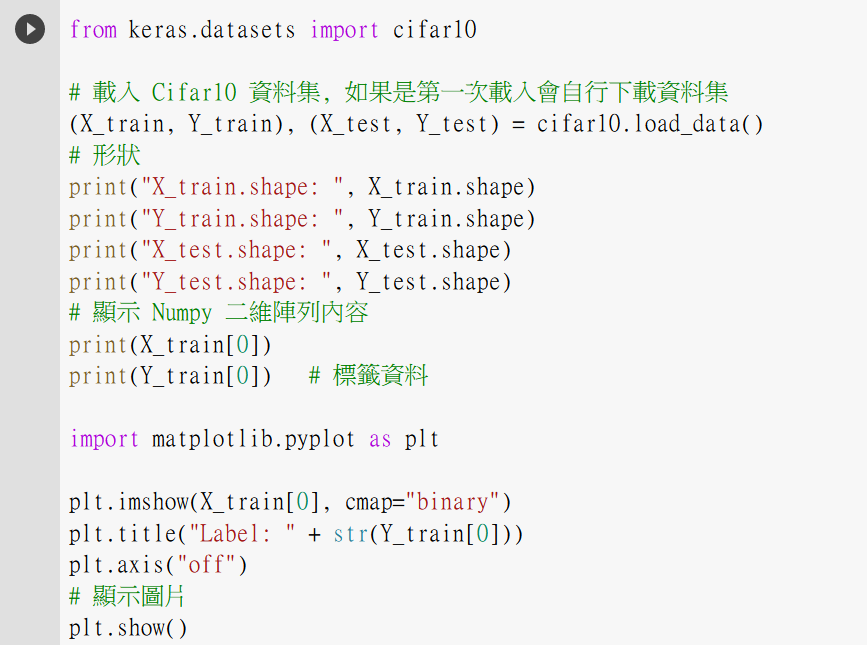 from keras.datasets import cifar10
# 載入 Cifar10 資料集, 如果是第一次載入會自行下載資料集
(X_train, Y_train), (X_test, Y_test) = cifar10.load_data()
# 形狀
print("X_train.shape: ", X_train.shape)
print("Y_train.shape: ", Y_train.shape)
print("X_test.shape: ", X_test.shape)
print("Y_test.shape: ", Y_test.shape)
# 顯示 Numpy 二維陣列內容
print(X_train[0])
print(Y_train[0])   # 標籤資料
import matplotlib.pyplot as plt
plt.imshow(X_train[0], cmap="binary")
plt.title("Label: " + str(Y_train[0]))
plt.axis("off")
# 顯示圖片
plt.show()